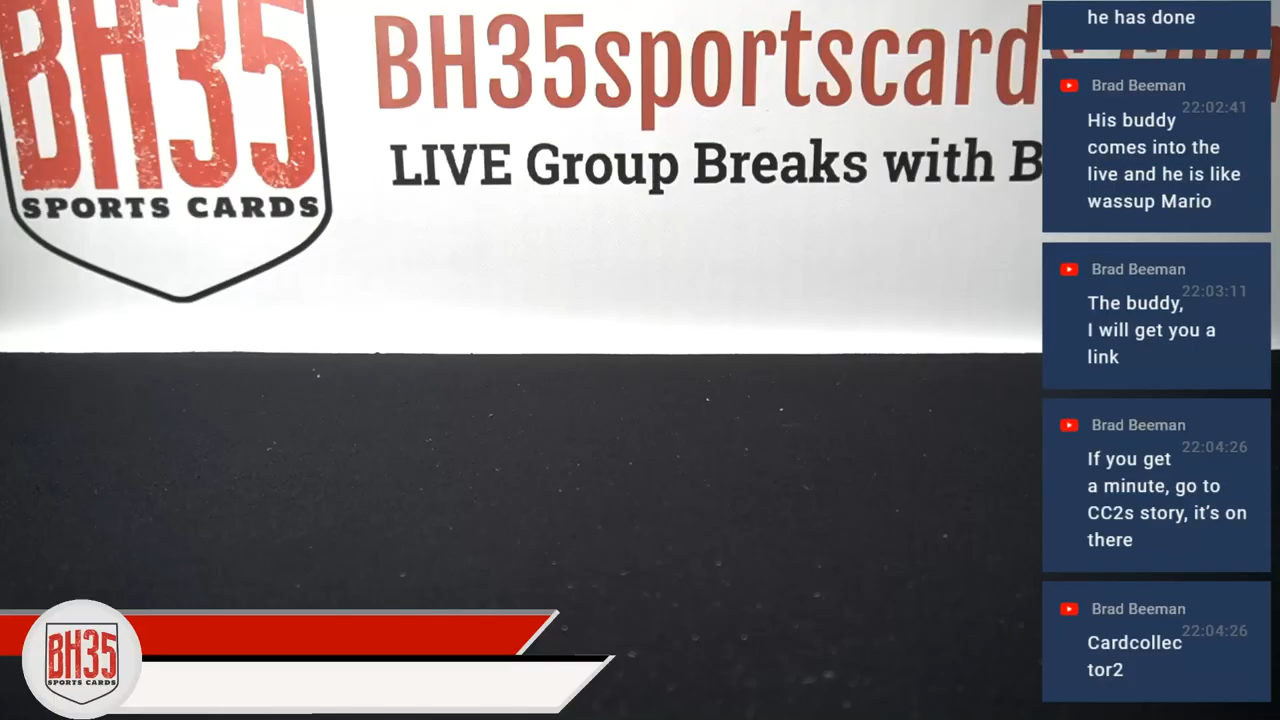 BH35
SPORTS CARDS
BH35sportscards
LIVE Group Breaks with B
he has done
Brad Beeman
22:02:41
His buddy
comes into the
live and he is like
wassup Mario
Brad Beeman
22:03:11
The buddy,
I will get you a
link
Brad Beeman
22:04:26
If you get
a minute, go to
CC2s story, it's on
there
Brad Beeman
22:04:26
Cardcollec
tor2
BH35
SPORTS CARDS